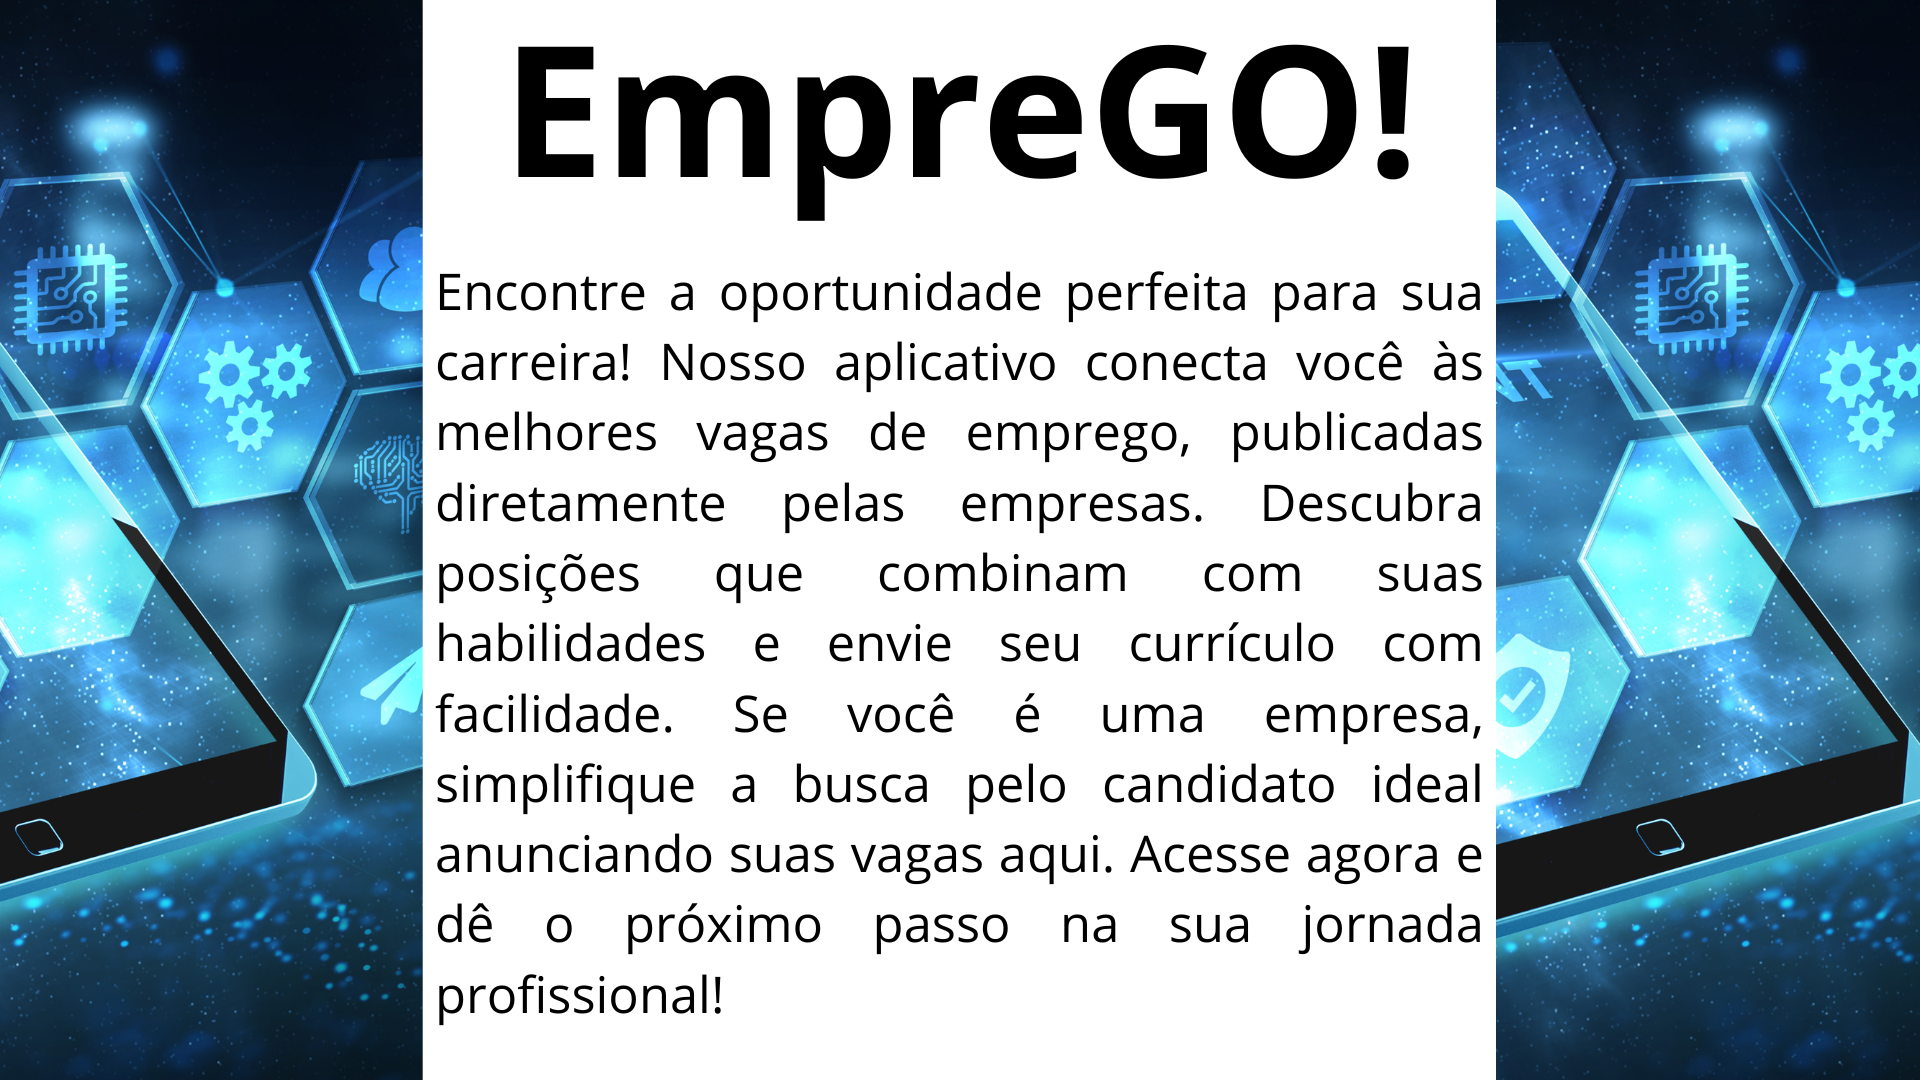 EmpreGO!
Encontre a oportunidade perfeita para sua
carreira! Nosso aplicativo conecta você às
melhores vagas de emprego, publicadas
diretamente pelas empresas. Descubra
posições que combinam com suas
habilidades e envie seu currículo com
facilidade. Se você é uma empresa,
simplifique a busca pelo candidato ideal
anunciando suas vagas aqui. Acesse agora e
dê o próximo passo na sua jornada
profissional!